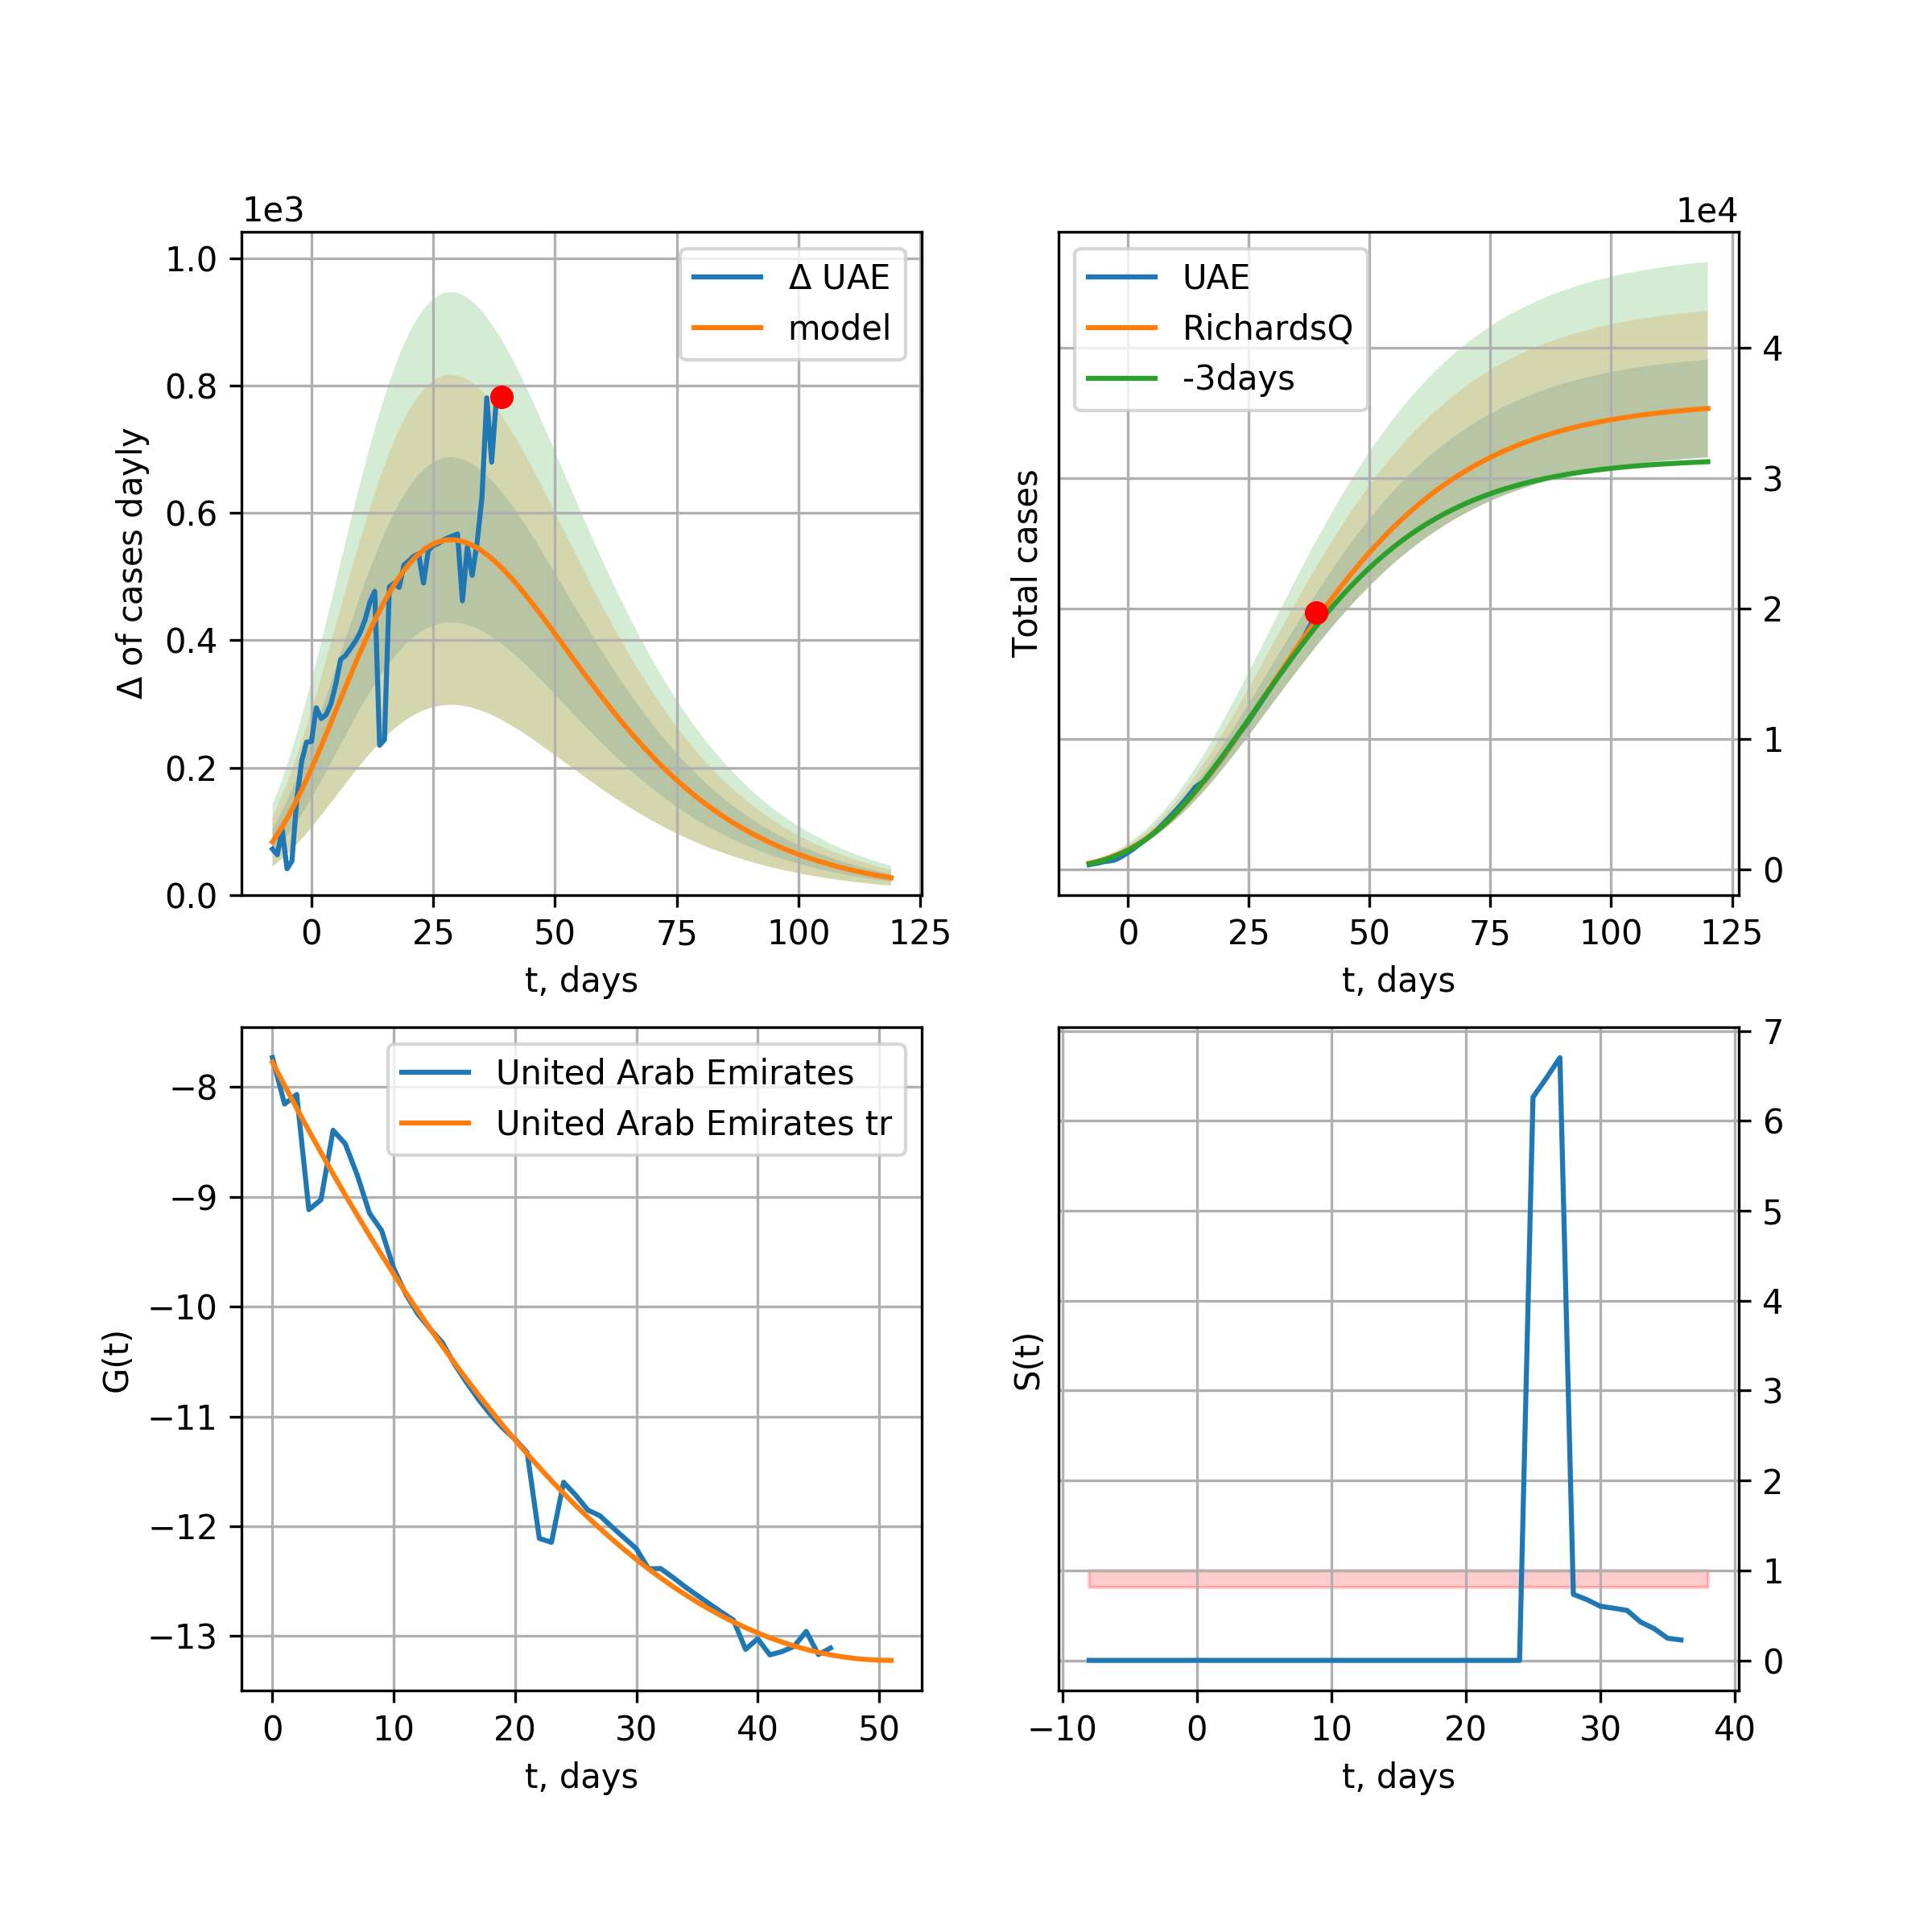 1e3
1.0
0.8
0.6
0.4
0.2
0.0
Δ of cases dayly
Δ UAE
model
0 25 50 75 100 125
t, days
1e4
UAE
RichardsQ
-3days
Total cases
4
3
2
1
0
0 25 50 75 100 125
t, days
United Arab Emirates
United Arab Emirates tr
−8
−9
−10
−11
−12
−13
G(t)
0 10 20 30 40 50
t, days
S(t)
7
6
5
4
3
2
1
0
−10 0 10 20 30 40
t, days